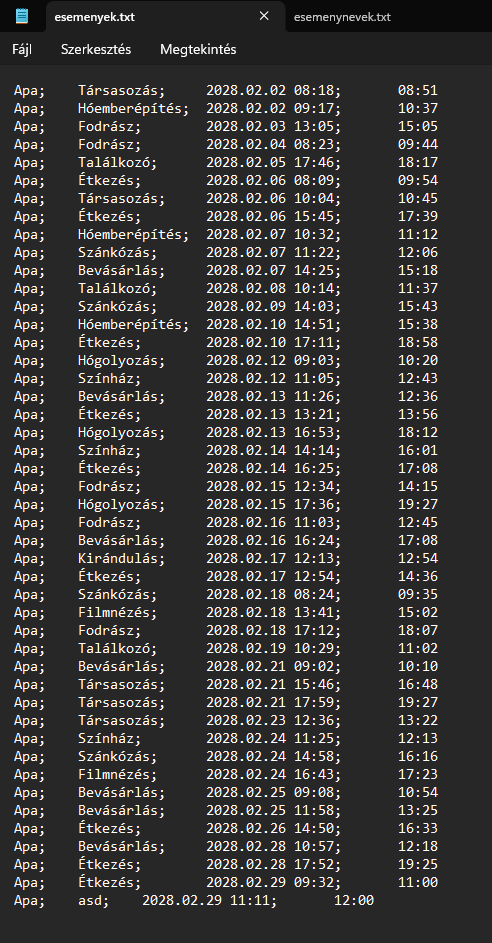 esemenyek.txt
esemenynevek.txt
Fájl Szerkesztés Megtekintés
Apa; Társasozás; 2028.02.02 08:18; 08:51
Apa; Hóemberépítés; 2028.02.02 09:17; 10:37
Apa; Fodrász; 2028.02.03 13:05; 15:05
Apa; Fodrász; 2028.02.04 08:23; 09:44
Apa; Találkozó; 2028.02.05 17:46; 18:17
Apa; Étkezés; 2028.02.06 08:09; 09:54
Apa; Társasozás; 2028.02.06 10:04; 10:45
Apa; Étkezés; 2028.02.06 15:45; 17:39
Apa; Hóemberépítés; 2028.02.07 10:32; 11:12
Apa; Szánkózás; 2028.02.07 11:22; 12:06
Apa; Bevásárlás; 2028.02.07 14:25; 15:18
Apa; Találkozó; 2028.02.08 10:14; 11:37
Apa; Szánkózás; 2028.02.09 14:03; 15:43
Apa; Hóemberépítés; 2028.02.10 14:51; 15:38
Apa; Étkezés; 2028.02.10 17:11; 18:58
Apa; Hógolyozás; 2028.02.12 09:03; 10:20
Apa; Színház; 2028.02.12 11:05; 12:43
Apa; Bevásárlás; 2028.02.13 11:26; 12:36
Apa; Étkezés; 2028.02.13 13:21; 13:56
Apa; Hógolyozás; 2028.02.13 16:53; 18:12
Apa; Színház; 2028.02.14 14:14; 16:01
Apa; Étkezés; 2028.02.14 16:25; 17:08
Apa; Fodrász; 2028.02.15 12:34; 14:15
Apa; Hógolyozás; 2028.02.15 17:36; 19:27
Apa; Fodrász; 2028.02.16 11:03; 12:45
Apa; Bevásárlás; 2028.02.16 16:24; 17:08
Apa; Kirándulás; 2028.02.17 12:13; 12:54
Apa; Étkezés; 2028.02.17 12:54; 14:36
Apa; Szánkózás; 2028.02.18 08:24; 09:35
Apa; Filmnézés; 2028.02.18 13:41; 15:02
Apa; Fodrász; 2028.02.18 17:12; 18:07
Apa; Találkozó; 2028.02.19 10:29; 11:02
Apa; Bevásárlás; 2028.02.21 09:02; 10:10
Apa; Társasozás; 2028.02.21 15:46; 16:48
Apa; Társasozás; 2028.02.21 17:59; 19:27
Apa; Társasozás; 2028.02.23 12:36; 13:22
Apa; Színház; 2028.02.24 11:25; 12:13
Apa; Szánkózás; 2028.02.24 14:58; 16:16
Apa; Filmnézés; 2028.02.24 16:43; 17:23
Apa; Bevásárlás; 2028.02.25 09:08; 10:54
Apa; Bevásárlás; 2028.02.25 11:58; 13:25
Apa; Étkezés; 2028.02.26 14:50; 16:33
Apa; Bevásárlás; 2028.02.28 10:57; 12:18
Apa; Étkezés; 2028.02.28 17:52; 19:25
Apa; Étkezés; 2028.02.29 09:32; 11:00
Apa; asd; 2028.02.29 11:11; 12:00